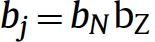 b_j = b_N b_Z